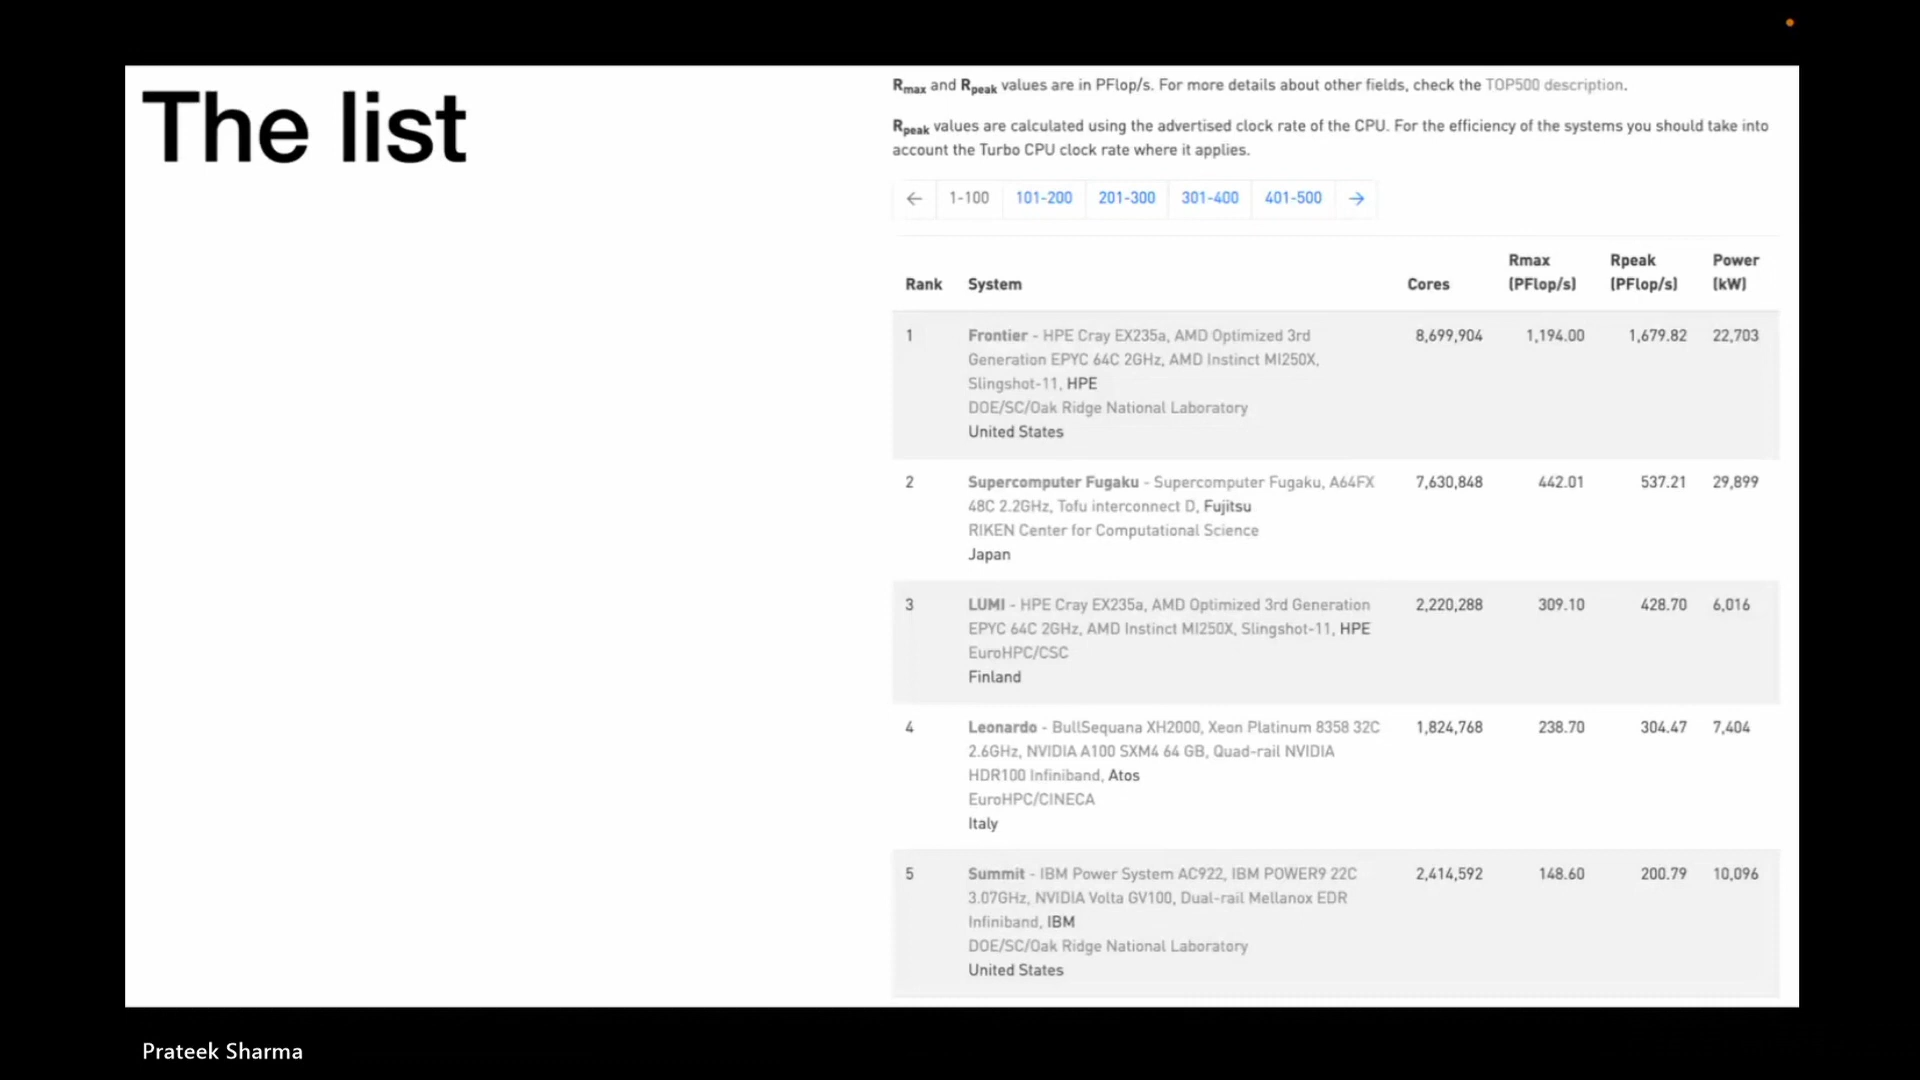 The list
Rmax and Rpeak values are in PFlop/s. For more details about other fields, check the TOP500 description.
Rpeak values are calculated using the advertised clock rate of the CPU. For the efficiency of the systems you should take into
account the Turbo CPU clock rate where it applies.
← 1-100 101-200 201-300 301-400 401-500 →
Rank System Cores Rmax (PFlop/s) Rpeak (PFlop/s) Power (kW)
1 Frontier - HPE Cray EX235a, AMD Optimized 3rd 8,699,904 1,194.00 1,679.82 22,703
Generation EPYC 64C 2GHz, AMD Instinct MI250X,
Slingshot-11, HPE
DOE/SC/Oak Ridge National Laboratory
United States
2 Supercomputer Fugaku - Supercomputer Fugaku, A64FX 7,630,848 442.01 537.21 29,899
48C 2.2GHz, Tofu interconnect D, Fujitsu
RIKEN Center for Computational Science
Japan
3 LUMI - HPE Cray EX235a, AMD Optimized 3rd Generation 2,220,288 309.10 428.70 6,016
EPYC 64C 2GHz, AMD Instinct MI250X, Slingshot-11, HPE
EuroHPC/CSC
Finland
4 Leonardo - BullSequana XH2000, Xeon Platinum 8358 32C 1,824,768 238.70 304.47 7,404
2.6GHz, NVIDIA A100 SXM4 64 GB, Quad-rail NVIDIA
HDR100 Infiniband, Atos
EuroHPC/CINECA
Italy
5 Summit - IBM Power System AC922, IBM POWER9 22C 2,414,592 148.60 200.79 10,096
3.07GHz, NVIDIA Volta GV100, Dual-rail Mellanox EDR
Infiniband, IBM
DOE/SC/Oak Ridge National Laboratory
United States
Prateek Sharma